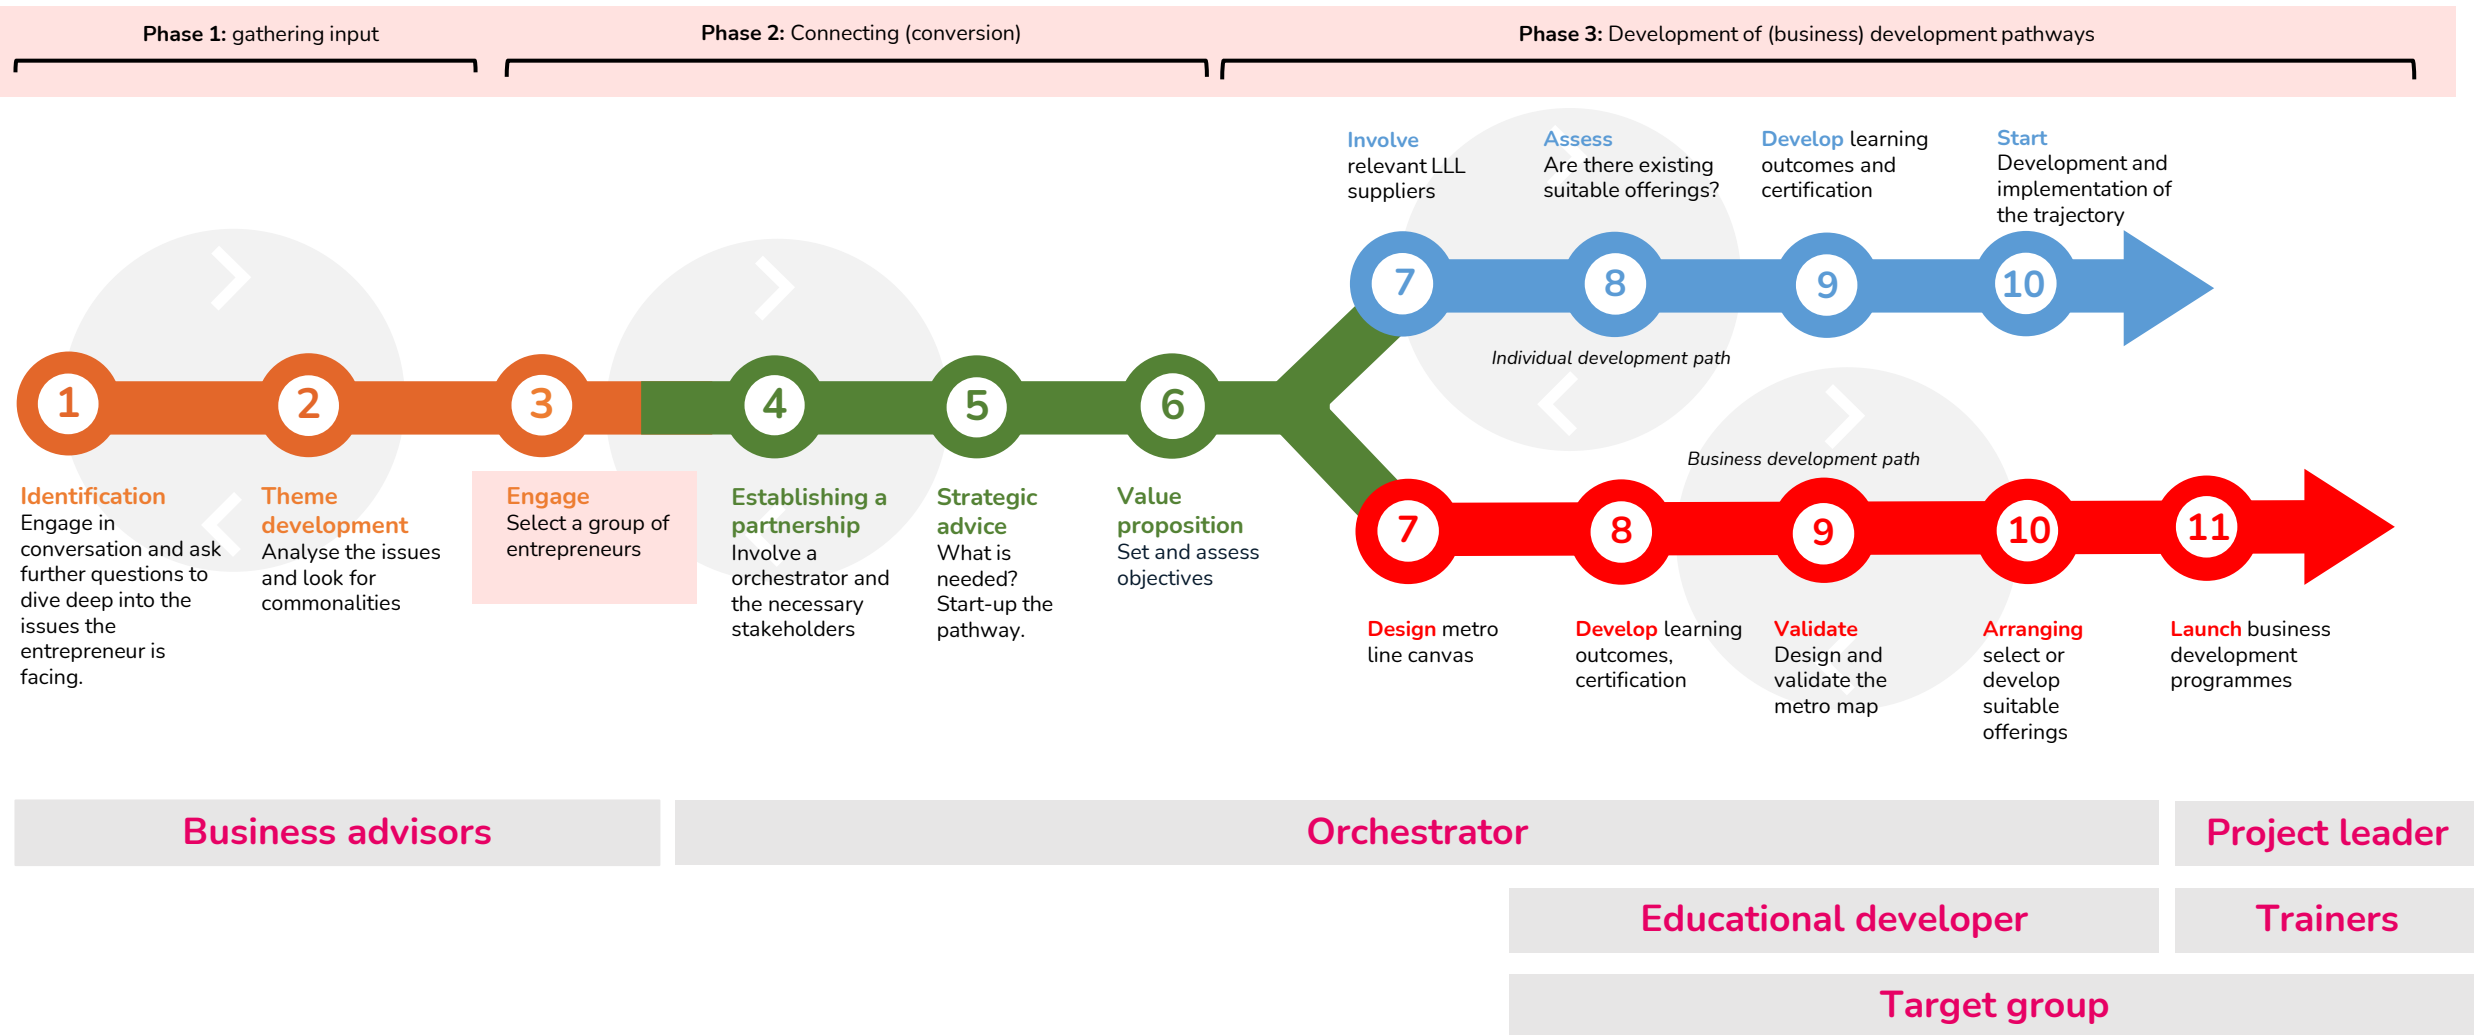 Phase 1: gathering input
Phase 2: Connecting (conversion)
Phase 3: Development of (business) development pathways
Involve
relevant LLL
suppliers
Assess
Are there existing
suitable offerings?
Develop learning
outcomes and
certification
Start
Development and
implementation of
the trajectory
7
8
9
10
Individual development path
1
2
3
4
5
6
Business development path
7
8
9
10
11
Identification
Engage in
conversation and ask
further questions to
dive deep into the
issues the
entrepreneur is
facing.
Theme
development
Analyse the issues
and look for
commonalities
Engage
Select a group of
entrepreneurs
Establishing a
partnership
Involve a
orchestrator and
the necessary
stakeholders
Strategic
advice
What is
needed?
Start-up the
pathway.
Value
proposition
Set and assess
objectives
Design metro
line canvas
Develop learning
outcomes,
certification
Validate
Design and
validate the
metro map
Arranging
select or
develop
suitable
offerings
Launch business
development
programmes
Business advisors
Orchestrator
Project leader
Educational developer
Trainers
Target group